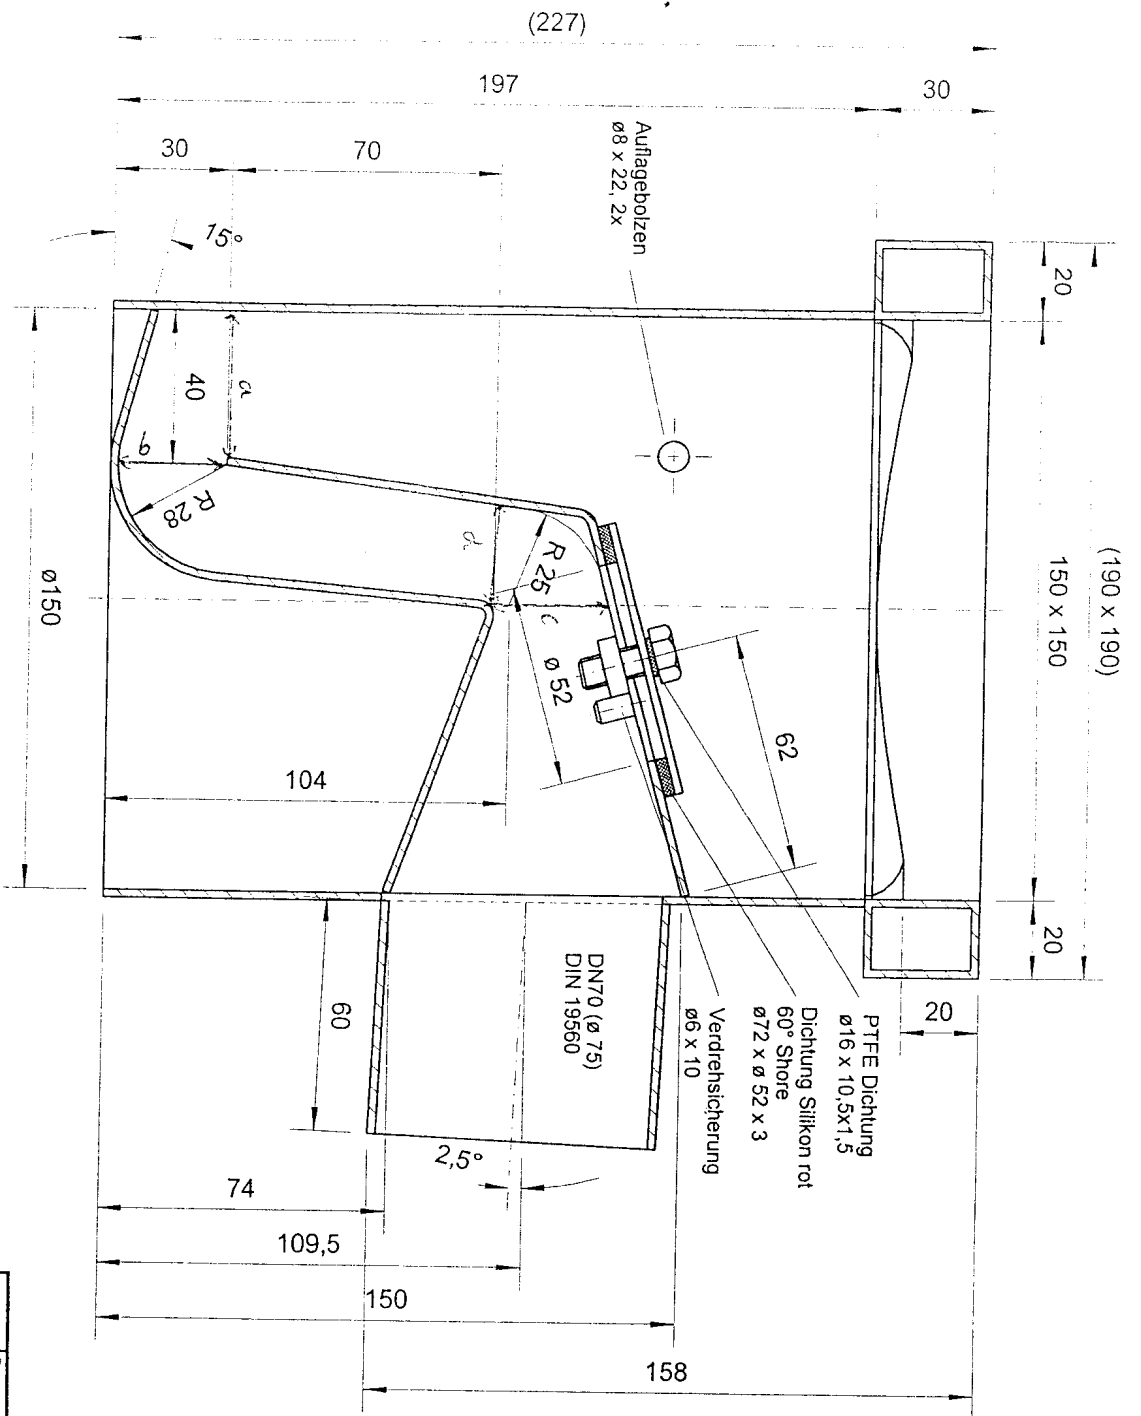 (227)
197
30
30
70
Auflagebolzen
ø8 x 22, 2x
15°
20
(190 x 190)
150 x 150
a
40
b
R 28
d
R 25
c
ø 52
62
ø150
104
20
20
60
DN70 (ø 75)
DIN 19560
PTFE Dichtung
ø16 x 10,5x1,5
Dichtung Silikon rot
60° Shore
ø72 x ø 52 x 3
Verdrehsicherung
ø6 x 10
2,5°
74
109,5
150
158